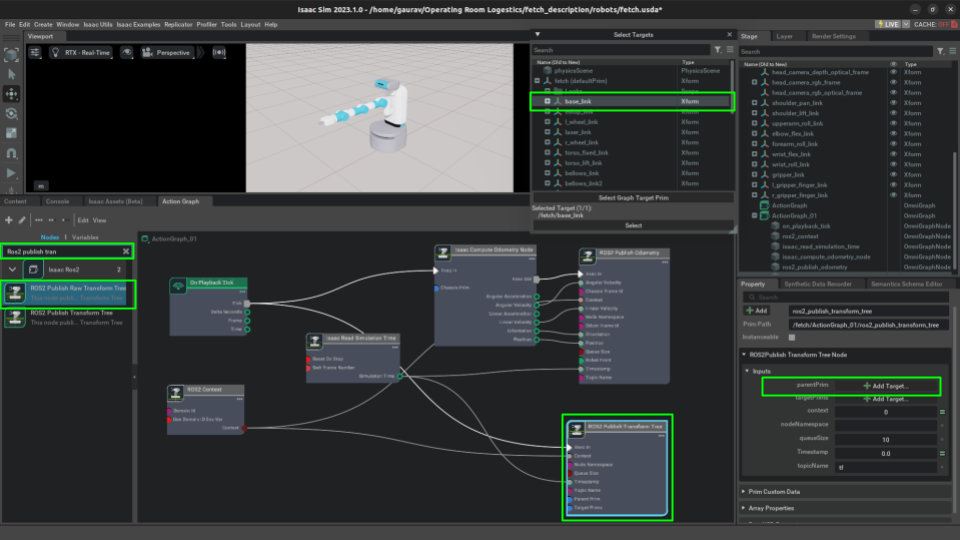 Isaac Sim 2023.1.0 - /home/gaurav/Operating Room Logestics/fetch_description/robots/fetch.usda*
File Edit Create Window Isaac Utils Isaac Examples Replicator Profiler Tools Layout Help
LIVE
CACHE: OFF
Viewport
RTX - Real-Time
Perspective
m
Select Targets
Search
Name (Old to New)
Type
physicsScene PhysicsScene
fetch (defaultPrim) Xform
base_link Xform
l_wheel_link Xform
laser_link Xform
r_wheel_link Xform
torso_fixed_link Xform
torso_lift_link Xform
bellows_link Xform
bellows_link2 Xform
Select Graph Target Prim
Selected Target (1/1):
/fetch/base_link
Select
Stage Layer Render Settings
Search
Name (Old to New)
Type
head_camera_depth_optical_frame Xform
head_camera_rgb_frame Xform
head_camera_rgb_optical_frame Xform
shoulder_pan_link Xform
shoulder_lift_link Xform
upperarm_roll_link Xform
elbow_flex_link Xform
forearm_roll_link Xform
wrist_flex_link Xform
wrist_roll_link Xform
gripper_link Xform
l_gripper_finger_link Xform
r_gripper_finger_link Xform
ActionGraph OmniGraph
ActionGraph_01 OmniGraph
on_playback_tick OmniGraph
ros2_context OmniGraph
isaac_read_simulation_time OmniGraph
isaac_compute_odometry_node OmniGraph
ros2_publish_odometry OmniGraph
Content Console Isaac Assets (Beta) Action Graph
Edit View
Nodes | Variables
Ros2 publish tran
Isaac Ros2 2
ROS2 Publish Raw Transform Tree
This node publ... Transform Tree
ROS2 Publish Transform Tree
This node publi... Transform Tree
ActionGraph_01
On Playback Tick
Tick
Delta Seconds
Frame
Time
ROS2 Context
Domain Id
Context
Isaac Read Simulation Time
Reset On Stop
Swh Frame Number
Simulation Time
Isaac Compute Odometry Node
Exec In
Chassis Prim
Exec Out
Angular Acceleration
Angular Velocity
Linear Acceleration
Linear Velocity
Orientation
Position
ROS2 Publish Odometry
Exec In
Angular Velocity
Chassis Frame Id
Context
Linear Velocity
Node Namespace
Odom Frame Id
Orientation
Position
Queue Size
Robot Front
Timestamp
Topic Name
ROS2 Publish Transform Tree
Exec In
Context
Node Namespace
Queue Size
Timestamp
Topic Name
Parent Prim
Target Prims
Property Synthetic Data Recorder Semantics Schema Editor
Search
Add ros2_publish_transform_tree
Prim Path /fetch/ActionGraph_01/ros2_publish_transform_tree
Instanceable
ROS2Publish Transform Tree Node
Inputs
parentPrim Add Target...
targetPrims Add Target...
context 0
nodeNamespace
queueSize 10
Timestamp 0.0
topicName tf
Prim Custom Data
Array Properties